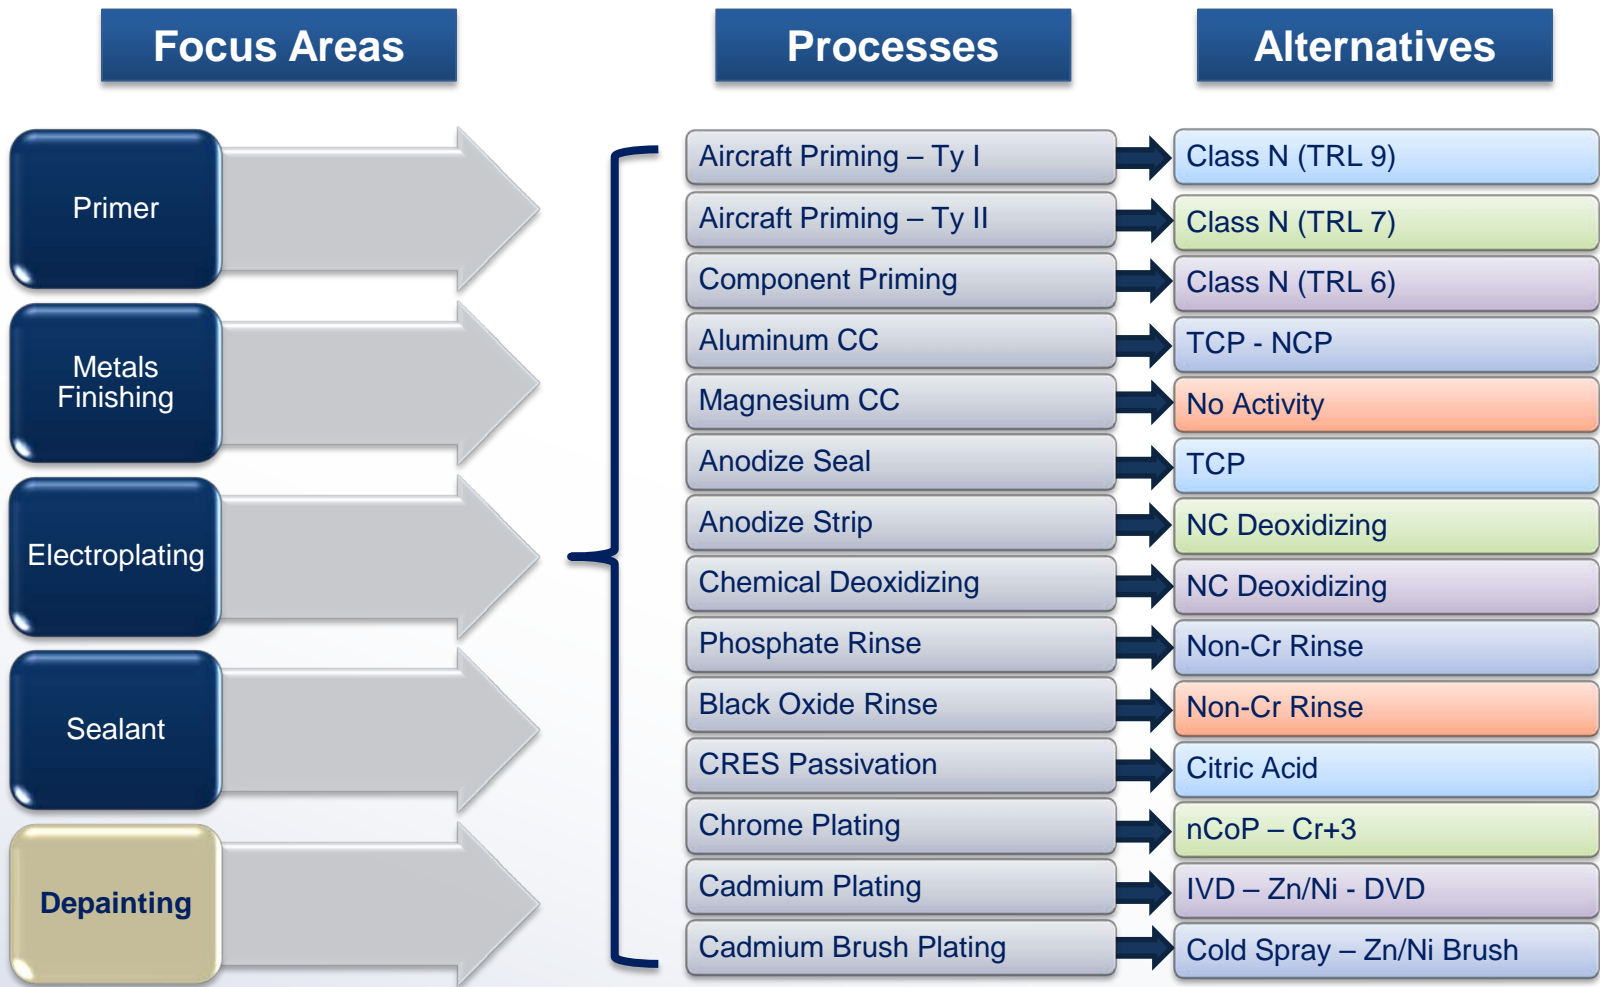 Focus Areas
Processes
Alternatives
Primer
Metals
Finishing
Electroplating
Sealant
Depainting
Aircraft Priming – Ty I
Class N (TRL 9)
Aircraft Priming – Ty II
Class N (TRL 7)
Component Priming
Class N (TRL 6)
Aluminum CC
TCP - NCP
Magnesium CC
No Activity
Anodize Seal
TCP
Anodize Strip
NC Deoxidizing
Chemical Deoxidizing
NC Deoxidizing
Phosphate Rinse
Non-Cr Rinse
Black Oxide Rinse
Non-Cr Rinse
CRES Passivation
Citric Acid
Chrome Plating
nCoP – Cr+3
Cadmium Plating
IVD – Zn/Ni - DVD
Cadmium Brush Plating
Cold Spray – Zn/Ni Brush